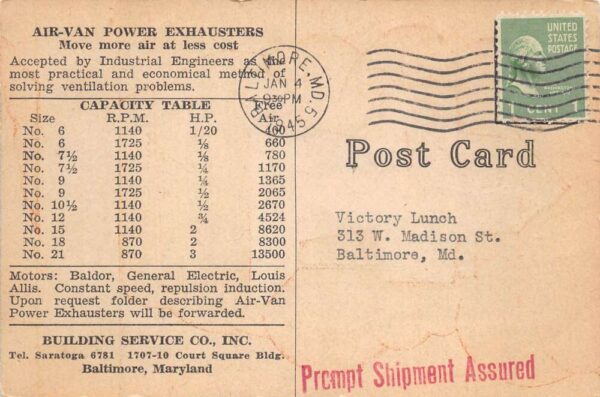 AIR-VAN POWER EXHAUSTERS
Move more air at less cost
Accepted by Industrial Engineers as the
most practical and economical method of
solving ventilation problems.
CAPACITY TABLE Free
Size R.P.M. H.P. Air
No. 6 1140 1/20 460
No. 6 1725 ⅛ 660
No. 7½ 1140 ⅛ 780
No. 7½ 1725 ¼ 1170
No. 9 1140 ¼ 1365
No. 9 1725 ½ 2065
No. 10½ 1140 ½ 2670
No. 12 1140 ¾ 4524
No. 15 1140 2 8620
No. 18 870 2 8300
No. 21 870 3 13500
Motors: Baldor, General Electric, Louis
Allis. Constant speed, repulsion induction.
Upon request folder describing Air-Van
Power Exhausters will be forwarded.
BUILDING SERVICE CO., INC.
Tel. Saratoga 6781 1707-10 Court Square Bldg.
Baltimore, Maryland
BALTIMORE, MD. 5
JAN 4
PM
1945
UNITED
STATES
POSTAGE
1 CENT 1
Post Card
Victory Lunch
313 W. Madison St.
Baltimore, Md.
Prompt Shipment Assured